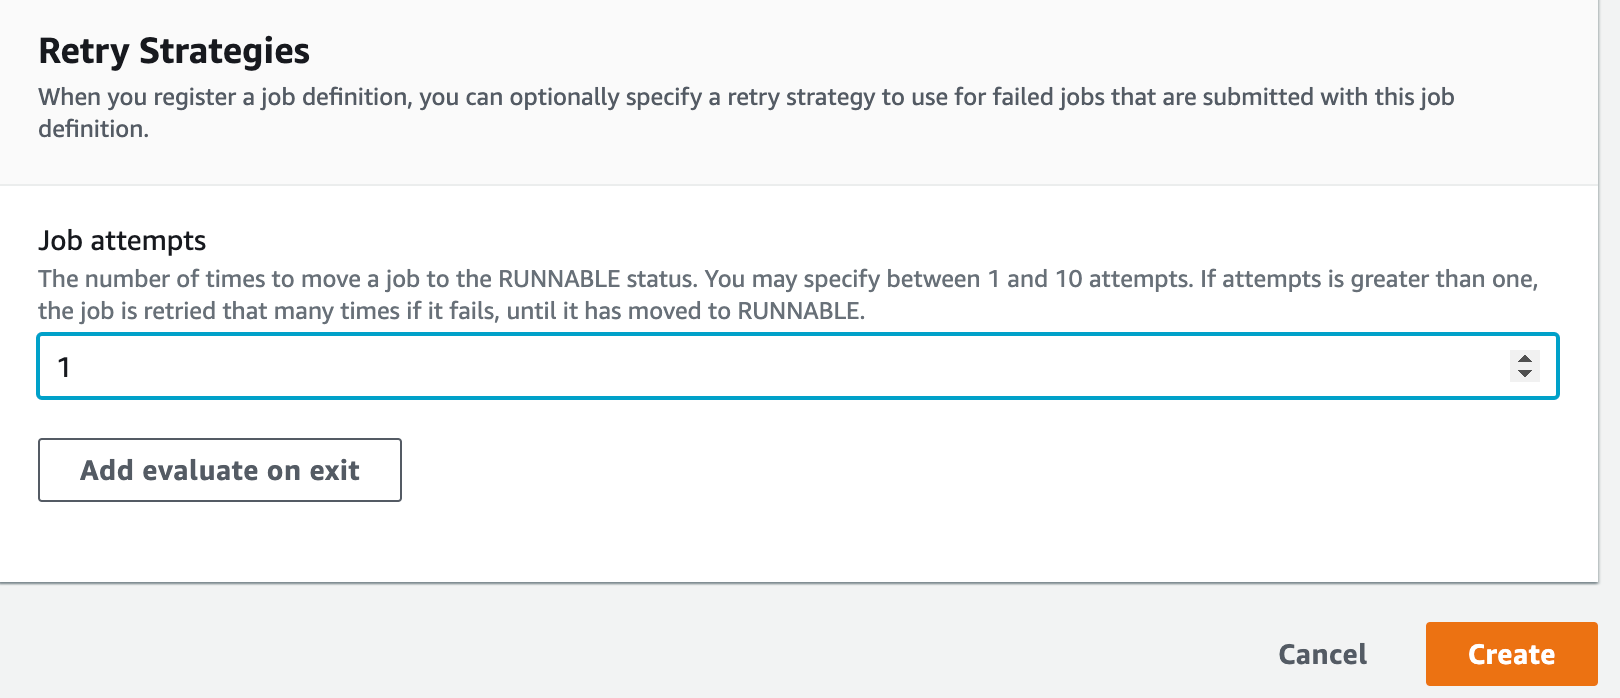 Retry Strategies
When you register a job definition, you can optionally specify a retry strategy to use for failed jobs that are submitted with this job
definition.
Job attempts
The number of times to move a job to the RUNNABLE status. You may specify between 1 and 10 attempts. If attempts is greater than one,
the job is retried that many times if it fails, until it has moved to RUNNABLE.
1
Add evaluate on exit
Cancel
Create